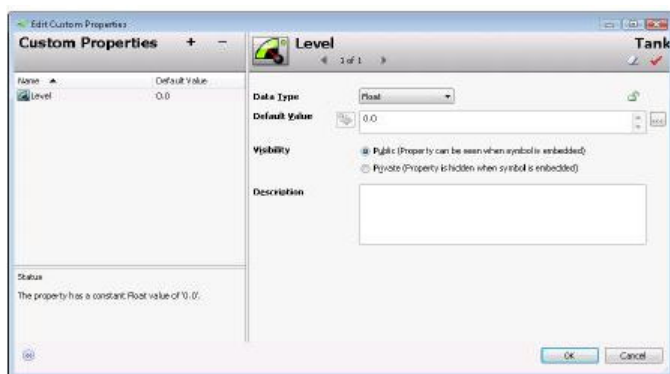 Edit Custom Properties
Custom Properties + −
Name Default Value
Level 0.0
Status
The property has a constant Float value of '0.0'.
Level Tank
1 of 1
Data Type Float
Default Value 0.0
Visibility Public (Property can be seen when symbol is embedded)
Private (Property is hidden when symbol is embedded)
Description
OK Cancel